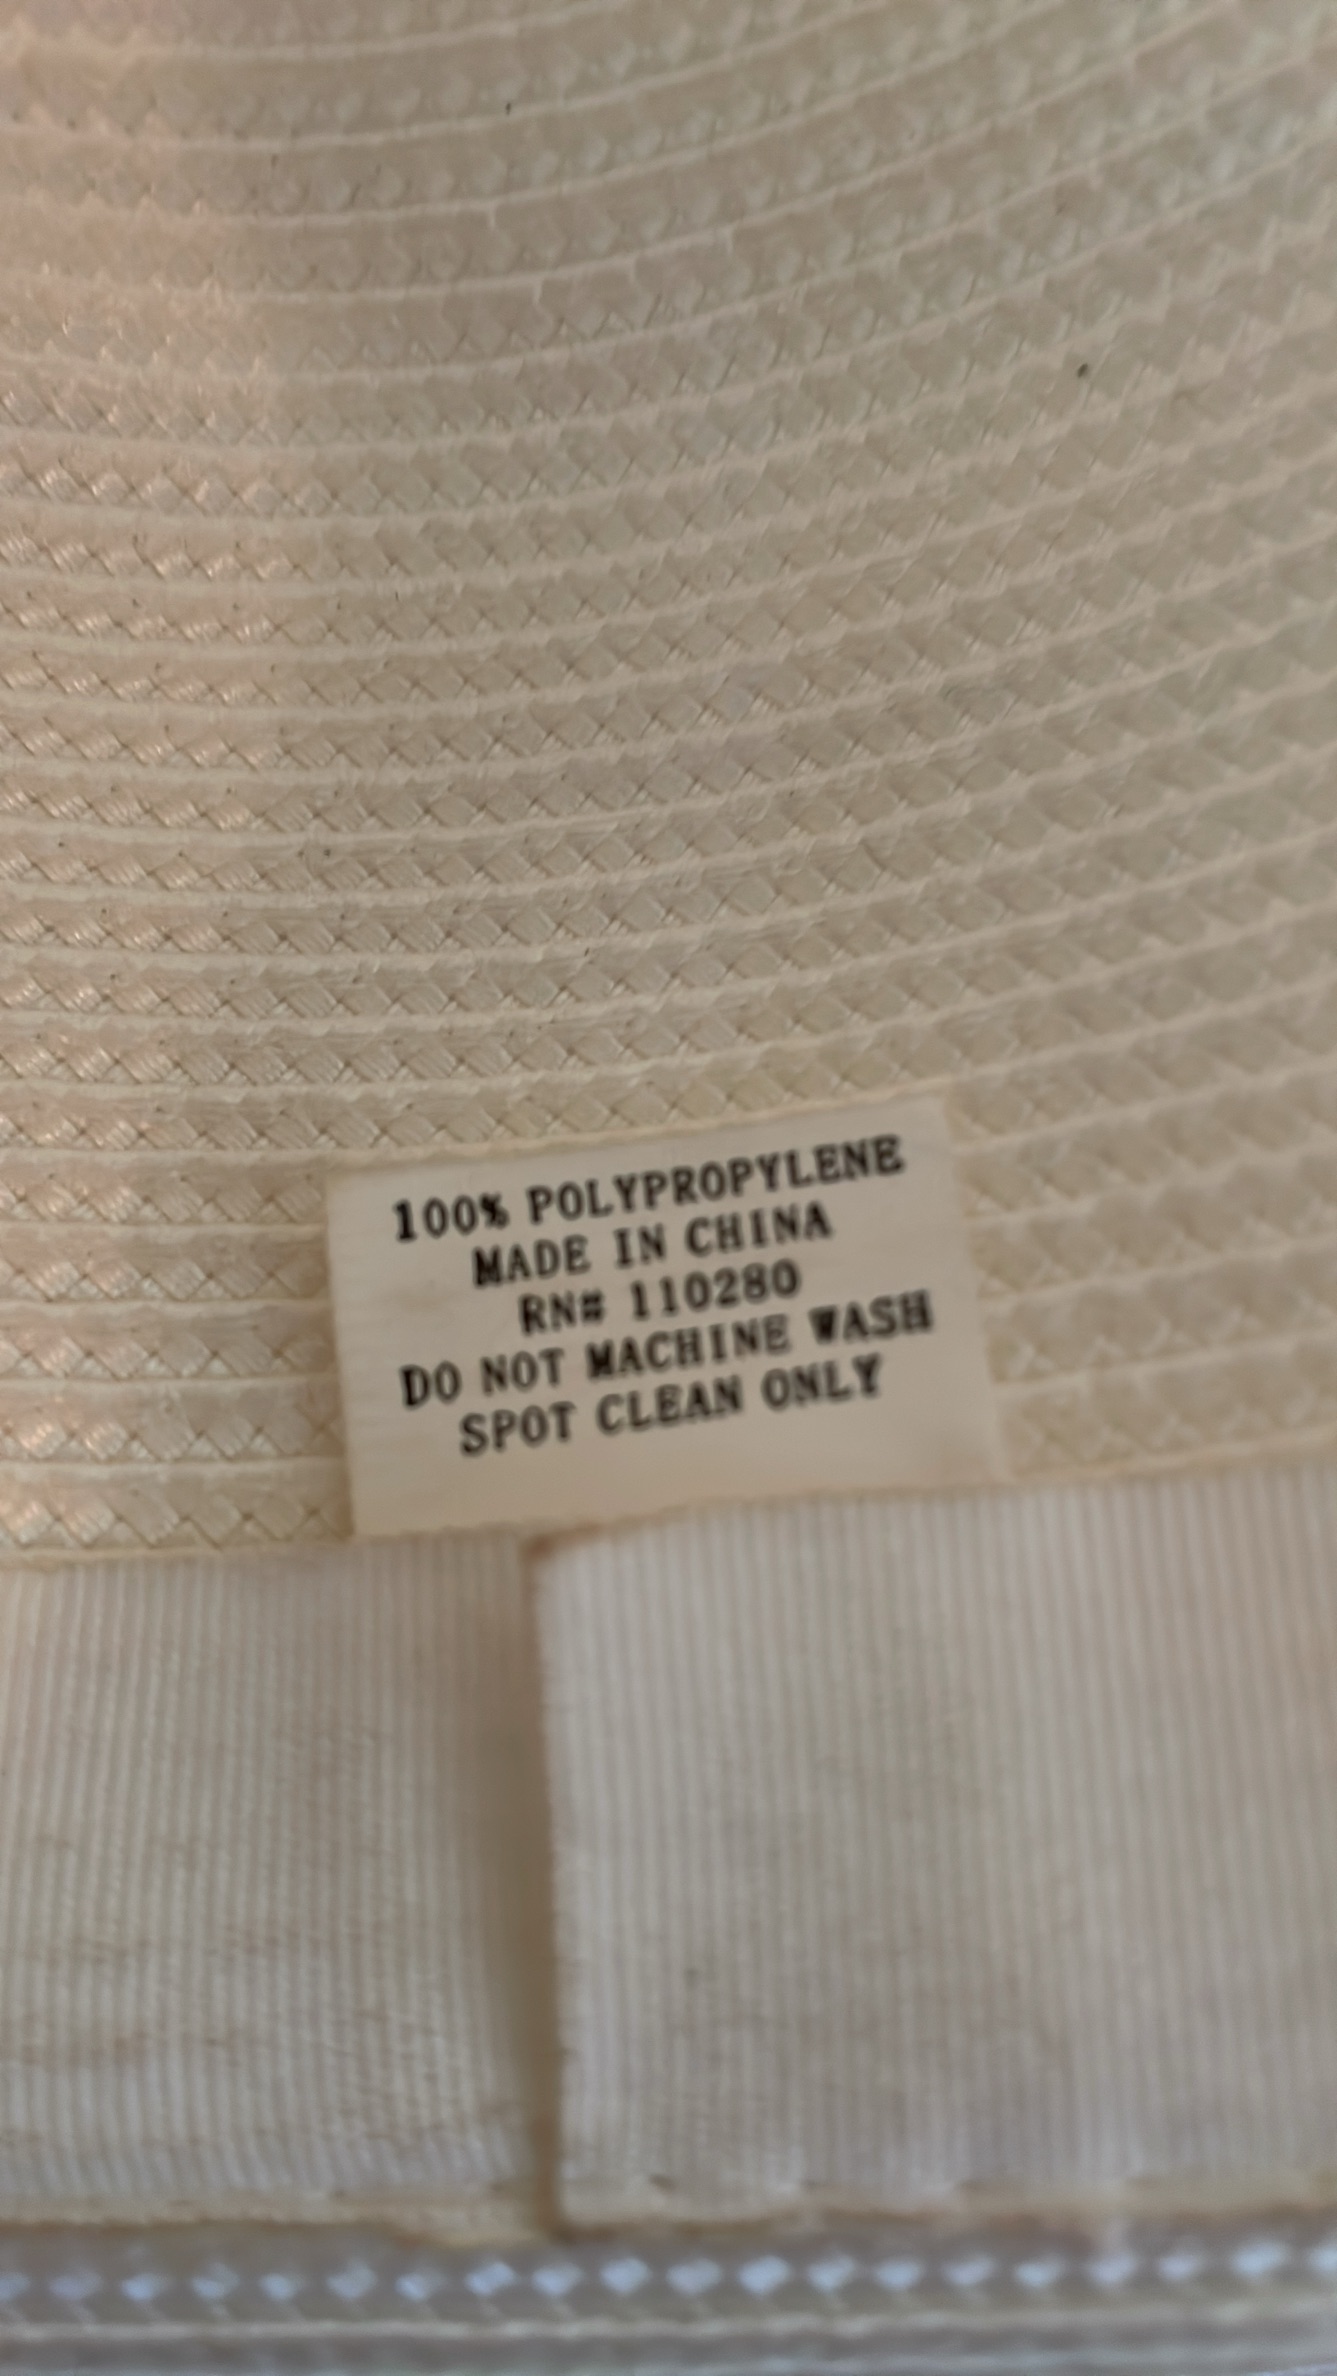 100% POLYPROPYLENE
MADE IN CHINA
RN# 110280
DO NOT MACHINE WASH
SPOT CLEAN ONLY